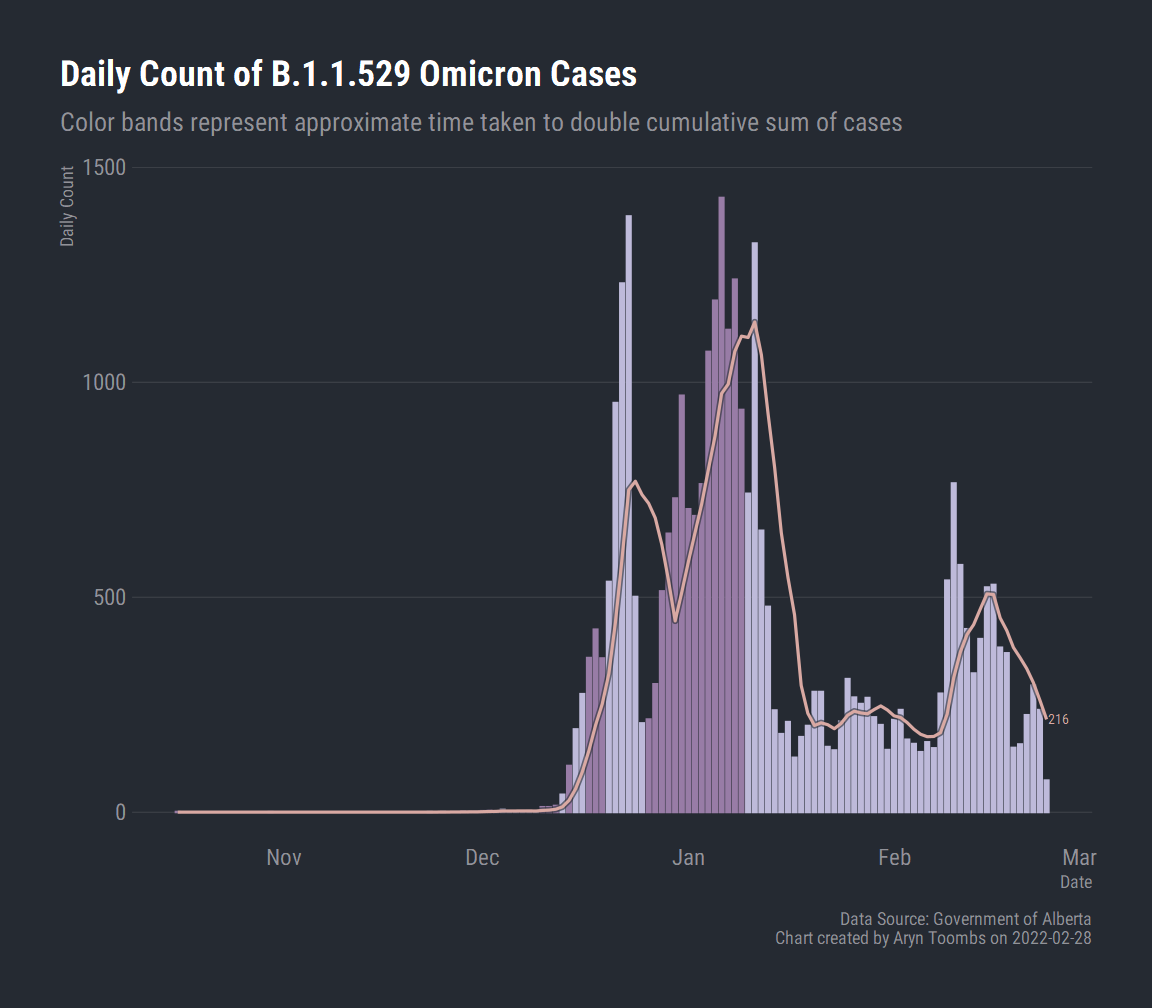 Daily Count of B.1.1.529 Omicron Cases
Color bands represent approximate time taken to double cumulative sum of cases
Daily Count
1500
1000
500
0
216
Nov Dec Jan Feb Mar
Date
Data Source: Government of Alberta
Chart created by Aryn Toombs on 2022-02-28